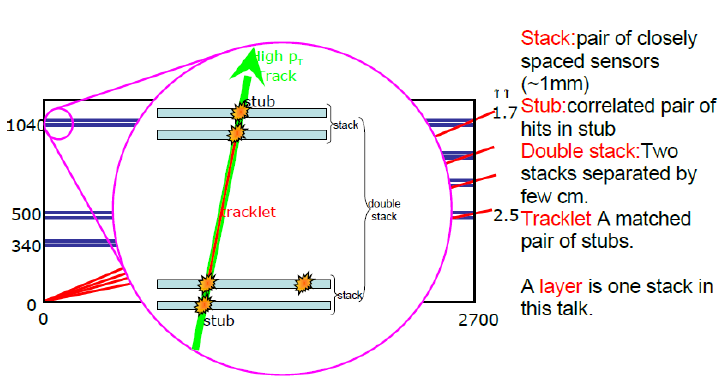 High pT
Track
stub
stack
double
stack
tracklet
stack
stub
1040
500
340
0
0
2700
η
1.7
2.5
Stack:pair of closely
spaced sensors
(~1mm)
Stub:correlated pair of
hits in stub
Double stack:Two
stacks separated by
few cm.
Tracklet A matched
pair of stubs.
A layer is one stack in
this talk.